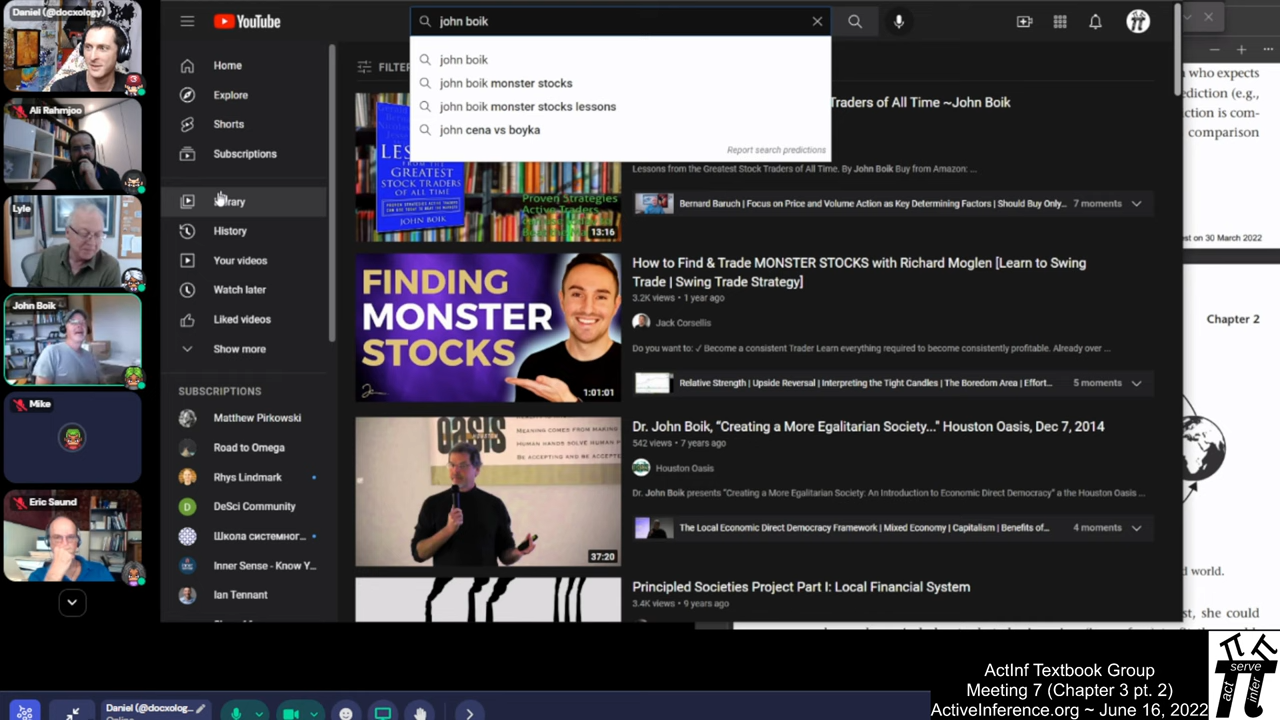 Daniel (@docxology)
Ali Rahmjoo
Lyle
John Boik
Mike
Eric Saund
YouTube
john boik
john boik
john boik monster stocks
john boik monster stocks lessons
john cena vs boyka
Report search predictions
Home
Explore
Shorts
Subscriptions
History
Your videos
Watch later
Liked videos
Show more
SUBSCRIPTIONS
Matthew Pirkowski
Road to Omega
Rhys Lindmark
DeSci Community
Школа системног...
Inner Sense - Know Y...
Ian Tennant
Traders of All Time ~John Boik
Lessons from the Greatest Stock Traders of All Time. By John Boik Buy from Amazon: ...
Bernard Baruch | Focus on Price and Volume Action as Key Determining Factors | Should Buy Only...
7 moments
GREATEST
STOCK TRADERS
OF ALL TIME
JOHN BOIK
Proven Strategies
Active Traders
13:16
How to Find & Trade MONSTER STOCKS with Richard Moglen [Learn to Swing
Trade | Swing Trade Strategy]
3.2K views • 1 year ago
Jack Corsellis
Do you want to: ✓ Become a consistent Trader Learn everything required to become consistently profitable. Already over ...
Relative Strength | Upside Reversal | Interpreting the Tight Candles | The Boredom Area | Effort...
5 moments
FINDING
MONSTER
STOCKS
1:01:01
Dr. John Boik, “Creating a More Egalitarian Society..." Houston Oasis, Dec 7, 2014
542 views • 7 years ago
Houston Oasis
Dr. John Boik presents “Creating a More Egalitarian Society: An Introduction to Economic Direct Democracy” a the Houston Oasis ...
The Local Economic Direct Democracy Framework | Mixed Economy | Capitalism | Benefits of...
4 moments
oasis
37:20
Principled Societies Project Part I: Local Financial System
3.4K views • 9 years ago
who expects
ediction (e.g.,
ction is com-
comparison
est on 30 March 2022
Chapter 2
d world.
st, she could
Daniel (@docxolog...
ActInf Textbook Group
Meeting 7 (Chapter 3 pt. 2)
ActiveInference.org ~ June 16, 2022
act
serve
infer